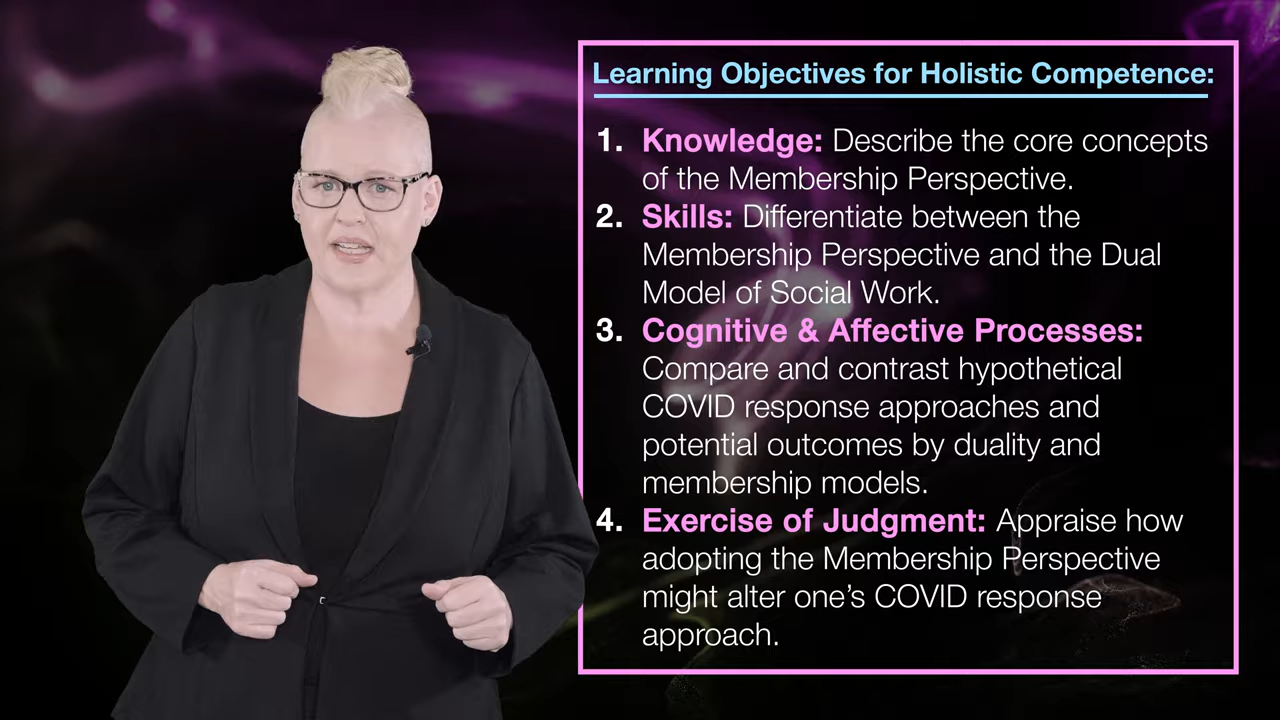 Learning Objectives for Holistic Competence:
1. Knowledge: Describe the core concepts
of the Membership Perspective.
2. Skills: Differentiate between the
Membership Perspective and the Dual
Model of Social Work.
3. Cognitive & Affective Processes:
Compare and contrast hypothetical
COVID response approaches and
potential outcomes by duality and
membership models.
4. Exercise of Judgment: Appraise how
adopting the Membership Perspective
might alter one’s COVID response
approach.